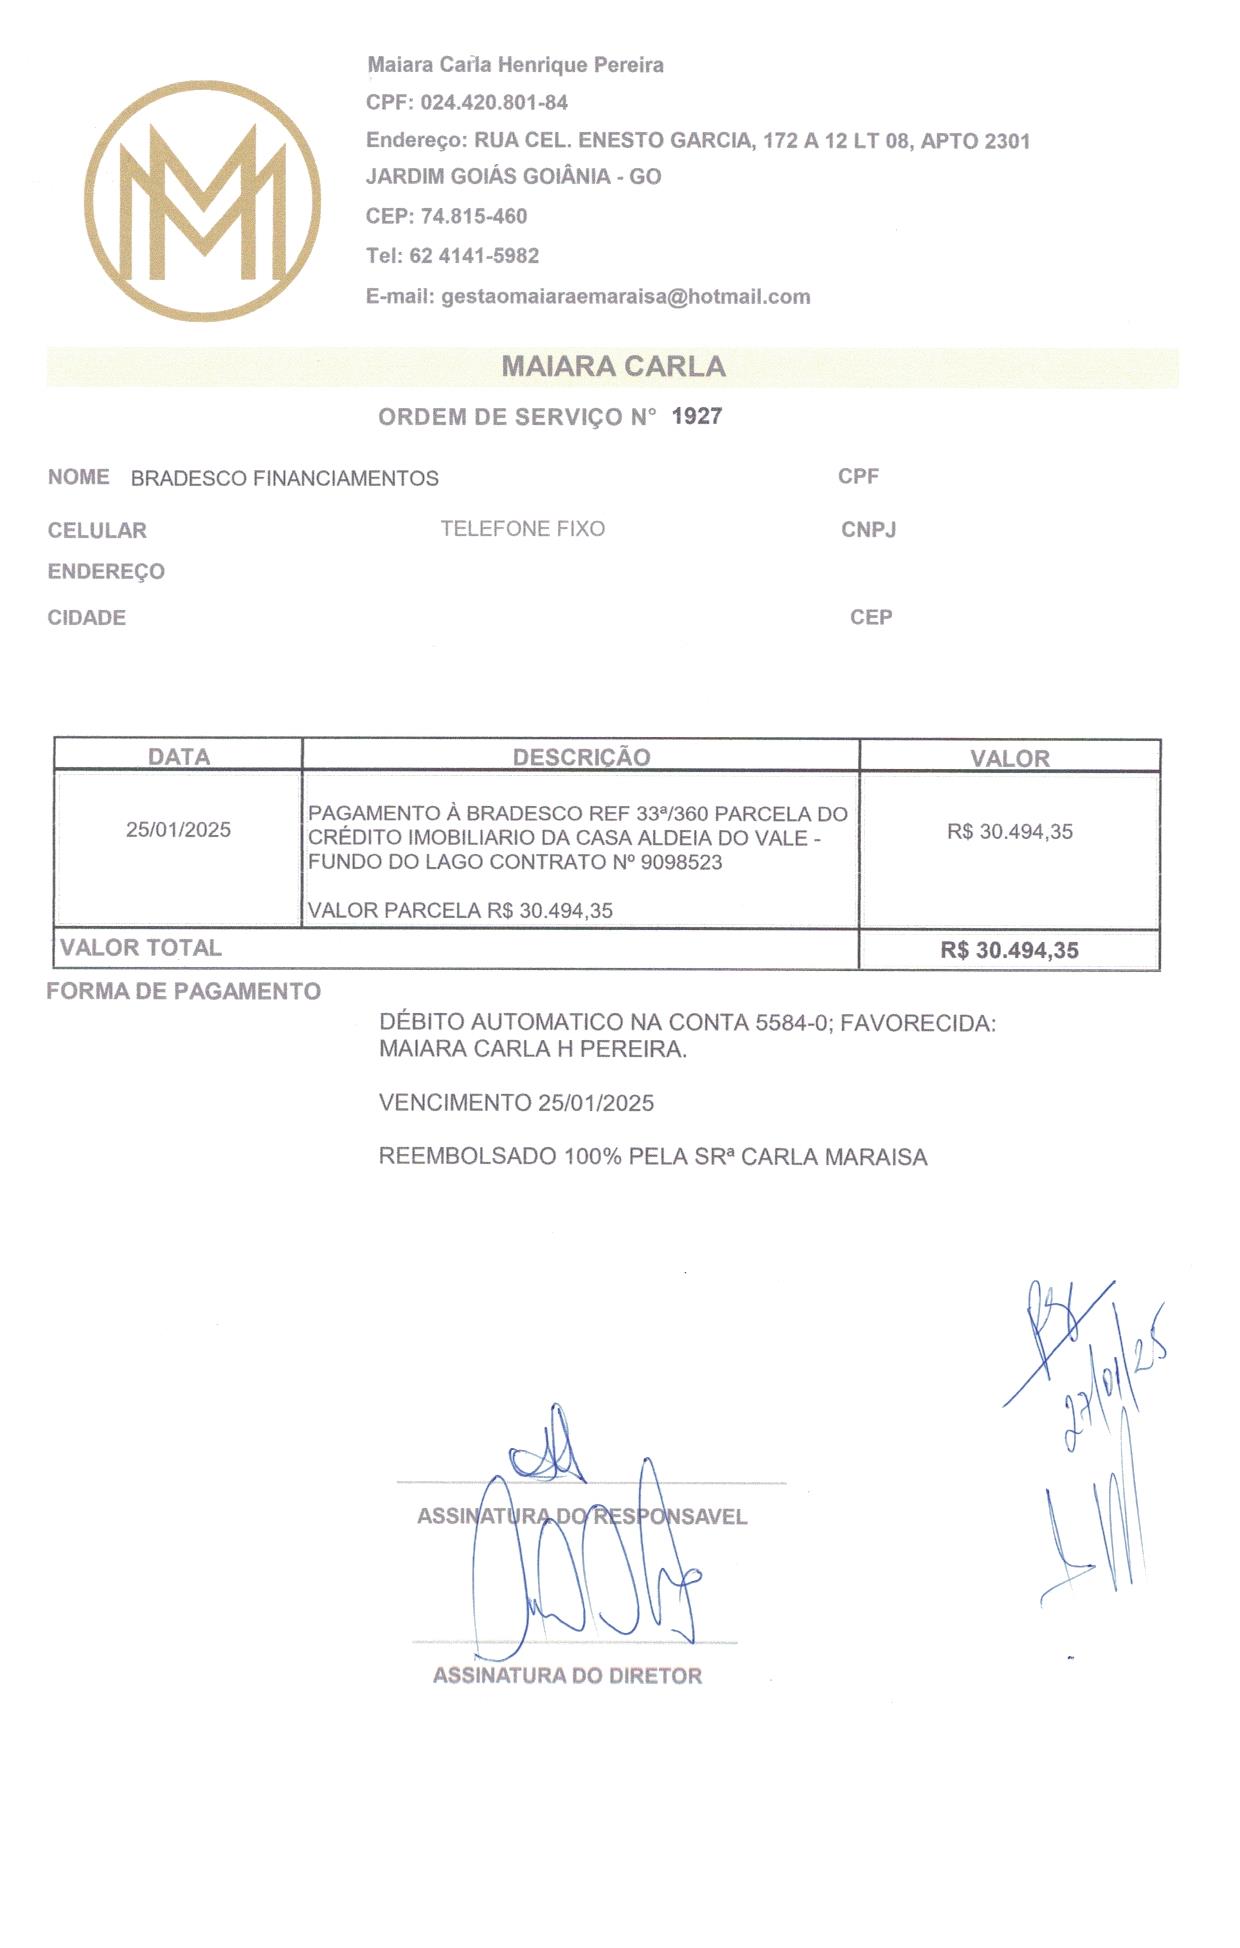 Maiara Carla Henrique Pereira
CPF: 024.420.801-84
Endereço: RUA CEL. ENESTO GARCIA, 172 A 12 LT 08, APTO 2301
JARDIM GOIÁS GOIÂNIA - GO
CEP: 74.815-460
Tel: 62 4141-5982
E-mail: gestaomaiaraemaraisa@hotmail.com
MM
MAIARA CARLA
ORDEM DE SERVIÇO N° 1927
NOME BRADESCO FINANCIAMENTOS CPF
CELULAR TELEFONE FIXO CNPJ
ENDEREÇO
CIDADE CEP
DATA DESCRIÇÃO VALOR
25/01/2025
PAGAMENTO À BRADESCO REF 33ª/360 PARCELA DO
CRÉDITO IMOBILIARIO DA CASA ALDEIA DO VALE -
FUNDO DO LAGO CONTRATO Nº 9098523
VALOR PARCELA R$ 30.494,35
R$ 30.494,35
VALOR TOTAL R$ 30.494,35
FORMA DE PAGAMENTO
DÉBITO AUTOMATICO NA CONTA 5584-0; FAVORECIDA:
MAIARA CARLA H PEREIRA.
VENCIMENTO 25/01/2025
REEMBOLSADO 100% PELA SRª CARLA MARAISA
27/01/25
ASSINATURA DO RESPONSAVEL
ASSINATURA DO DIRETOR